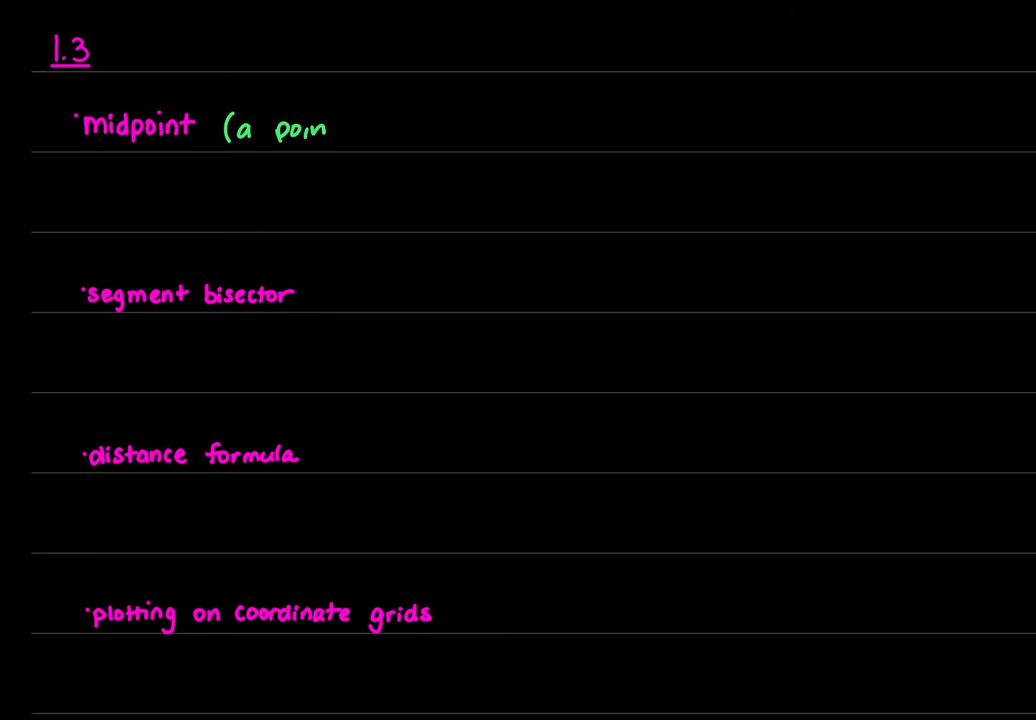 1.3
·midpoint (a poin
·segment bisector
·distance formula
·plotting on coordinate grids